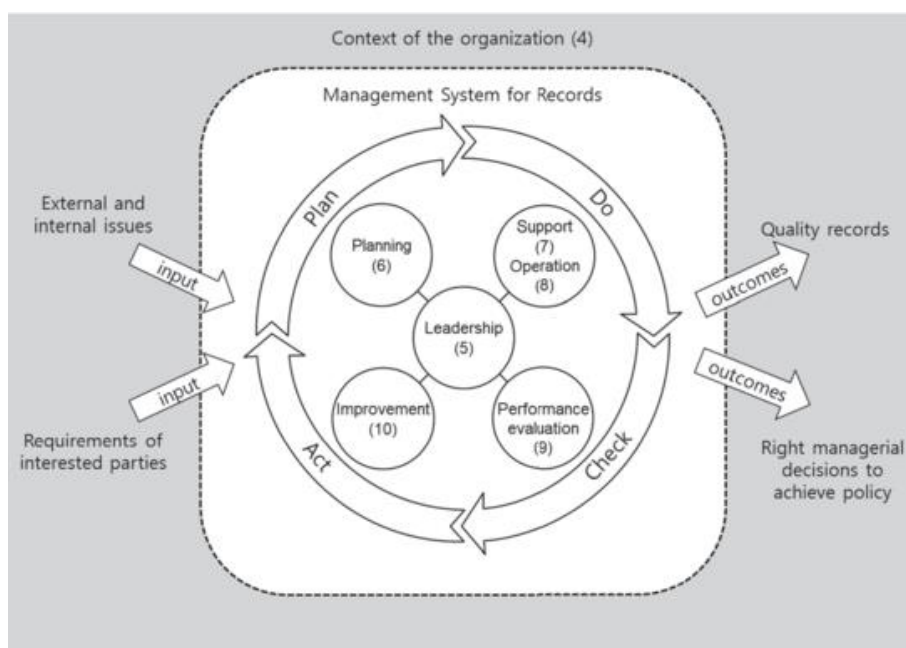 Context of the organization (4)
Management System for Records
Plan
Do
Check
Act
External and
internal issues
input
input
Requirements of
interested parties
Planning
(6)
Support
(7)
Operation
(8)
Leadership
(5)
Improvement
(10)
Performance
evaluation
(9)
Quality records
outcomes
outcomes
Right managerial
decisions to
achieve policy